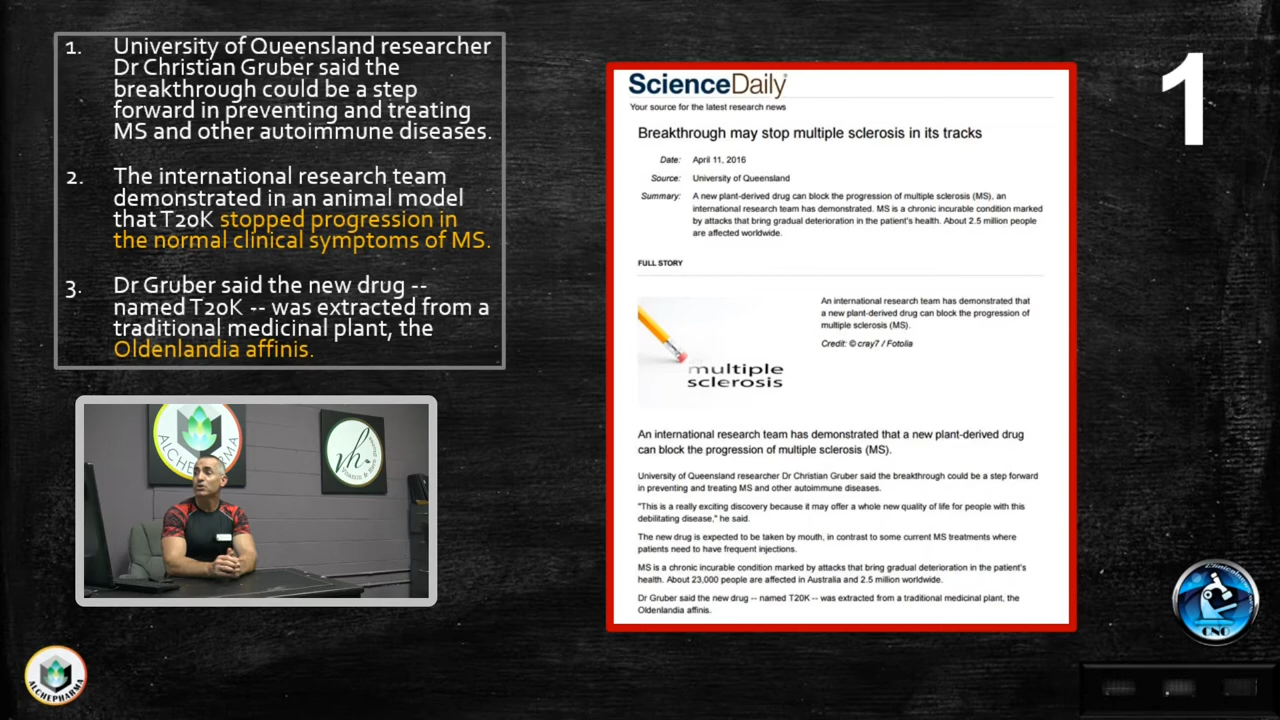 1. University of Queensland researcher
Dr Christian Gruber said the
breakthrough could be a step
forward in preventing and treating
MS and other autoimmune diseases.
2. The international research team
demonstrated in an animal model
that T20K stopped progression in
the normal clinical symptoms of MS.
3. Dr Gruber said the new drug --
named T20K -- was extracted from a
traditional medicinal plant, the
Oldenlandia affinis.
ScienceDaily
Your source for the latest research news
Breakthrough may stop multiple sclerosis in its tracks
Date: April 11, 2016
Source: University of Queensland
Summary: A new plant-derived drug can block the progression of multiple sclerosis (MS), an
international research team has demonstrated. MS is a chronic incurable condition marked
by attacks that bring gradual deterioration in the patient's health. About 2.5 million people
are affected worldwide.
FULL STORY
multiple
sclerosis
An international research team has demonstrated that
a new plant-derived drug can block the progression of
multiple sclerosis (MS).
Credit: © cray7 / Fotolia
An international research team has demonstrated that a new plant-derived drug
can block the progression of multiple sclerosis (MS).
University of Queensland researcher Dr Christian Gruber said the breakthrough could be a step forward
in preventing and treating MS and other autoimmune diseases.
"This is a really exciting discovery because it may offer a whole new quality of life for people with this
debilitating disease," he said.
The new drug is expected to be taken by mouth, in contrast to some current MS treatments where
patients need to have frequent injections.
MS is a chronic incurable condition marked by attacks that bring gradual deterioration in the patient's
health. About 23,000 people are affected in Australia and 2.5 million worldwide.
Dr Gruber said the new drug -- named T20K -- was extracted from a traditional medicinal plant, the
Oldenlandia affinis.
1
ALCHEPHARMA
vh
ALCHEPHARMA
CNO